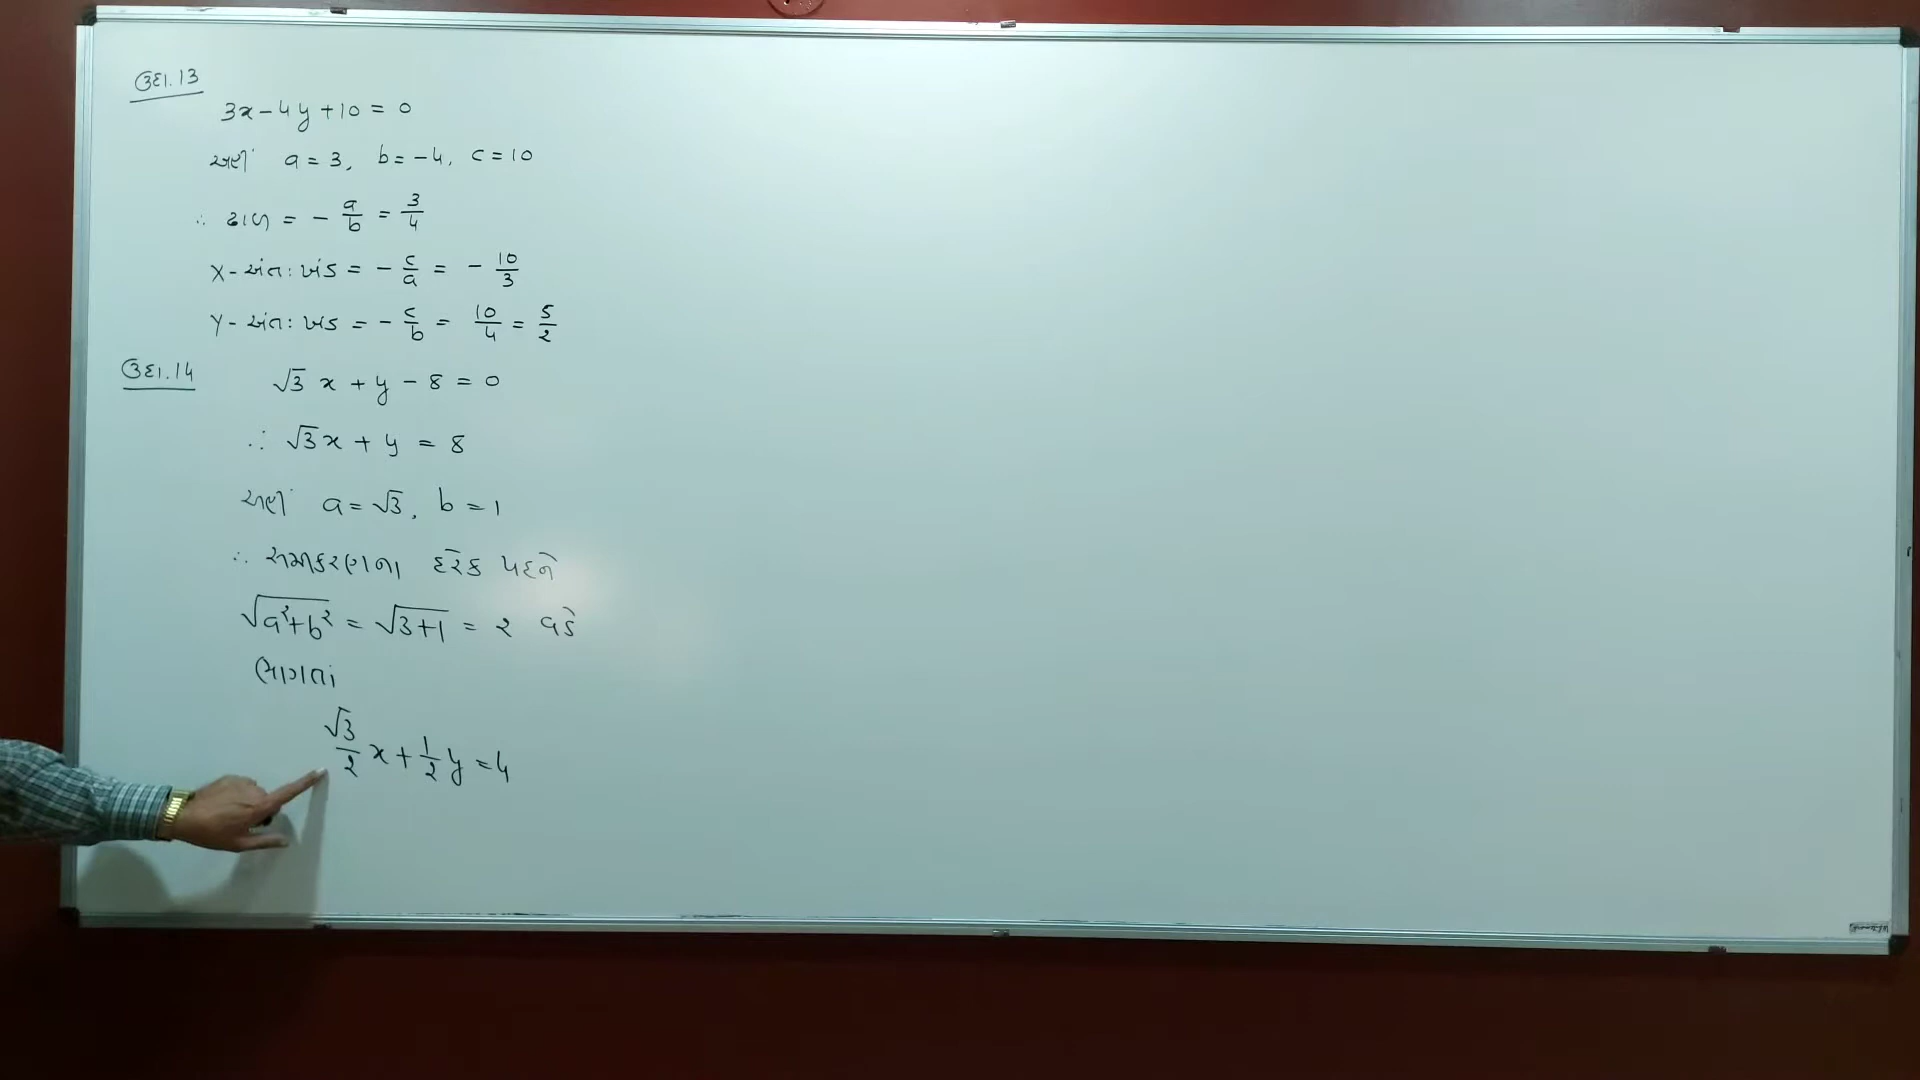 ઉદા.13
3x - 4y + 10 = 0
અહીં a = 3, b = -4, c = 10
∴ ઢાળ = - a/b = 3/4
X - અંત: ખંડ = - c/a = - 10/3
Y - અંત: ખંડ = - c/b = 10/4 = 5/2
ઉદા.14 √3 x + y - 8 = 0
∴ √3x + y = 8
અહીં a = √3, b = 1
∴ સમીકરણના દરેક પદને
√(a²+b²) = √(3+1) = 2 વડે
ભાગતાં
√3/2 x + 1/2 y = 4